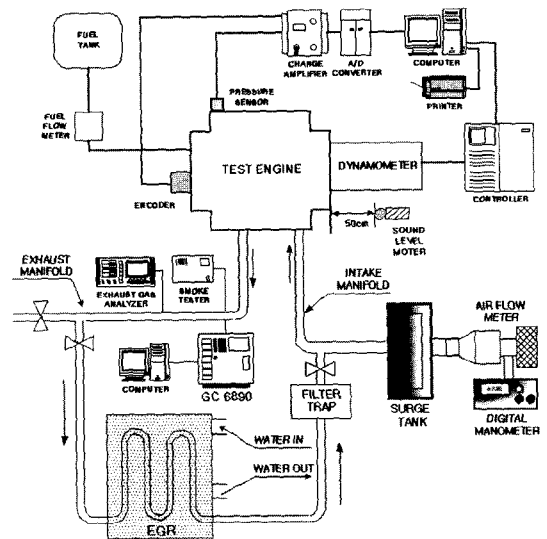 FUEL
TANK
FUEL
FLOW
METER
PRESSURE
SENSOR
CHARGE
AMPLIFIER
A/D
CONVERTER
COMPUTER
PRINTER
TEST ENGINE
DYNAMOMETER
CONTROLLER
ENCODER
50cm
SOUND
LEVEL
MOTER
EXHAUST
MANIFOLD
EXHAUST GAS
ANALYZER
SMOKE
TESTER
INTAKE
MANIFOLD
AIR FLOW
METER
COMPUTER
GC 6890
FILTER
TRAP
SURGE
TANK
DIGITAL
MANOMETER
WATER IN
WATER OUT
EGR